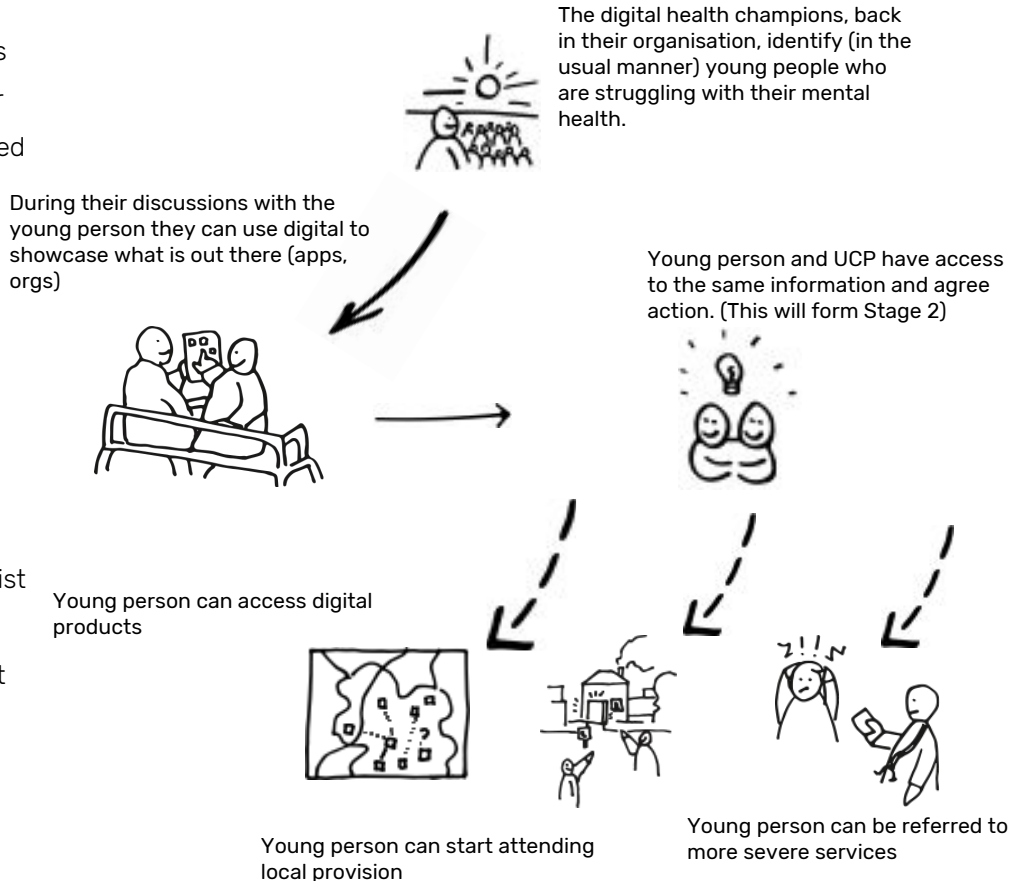 The digital health champions, back
in their organisation, identify (in the
usual manner) young people who
are struggling with their mental
health.
s
ed
During their discussions with the
young person they can use digital to
showcase what is out there (apps,
orgs)
Young person and UCP have access
to the same information and agree
action. (This will form Stage 2)
ist
Young person can access digital
products
t
Young person can be referred to
more severe services
Young person can start attending
local provision